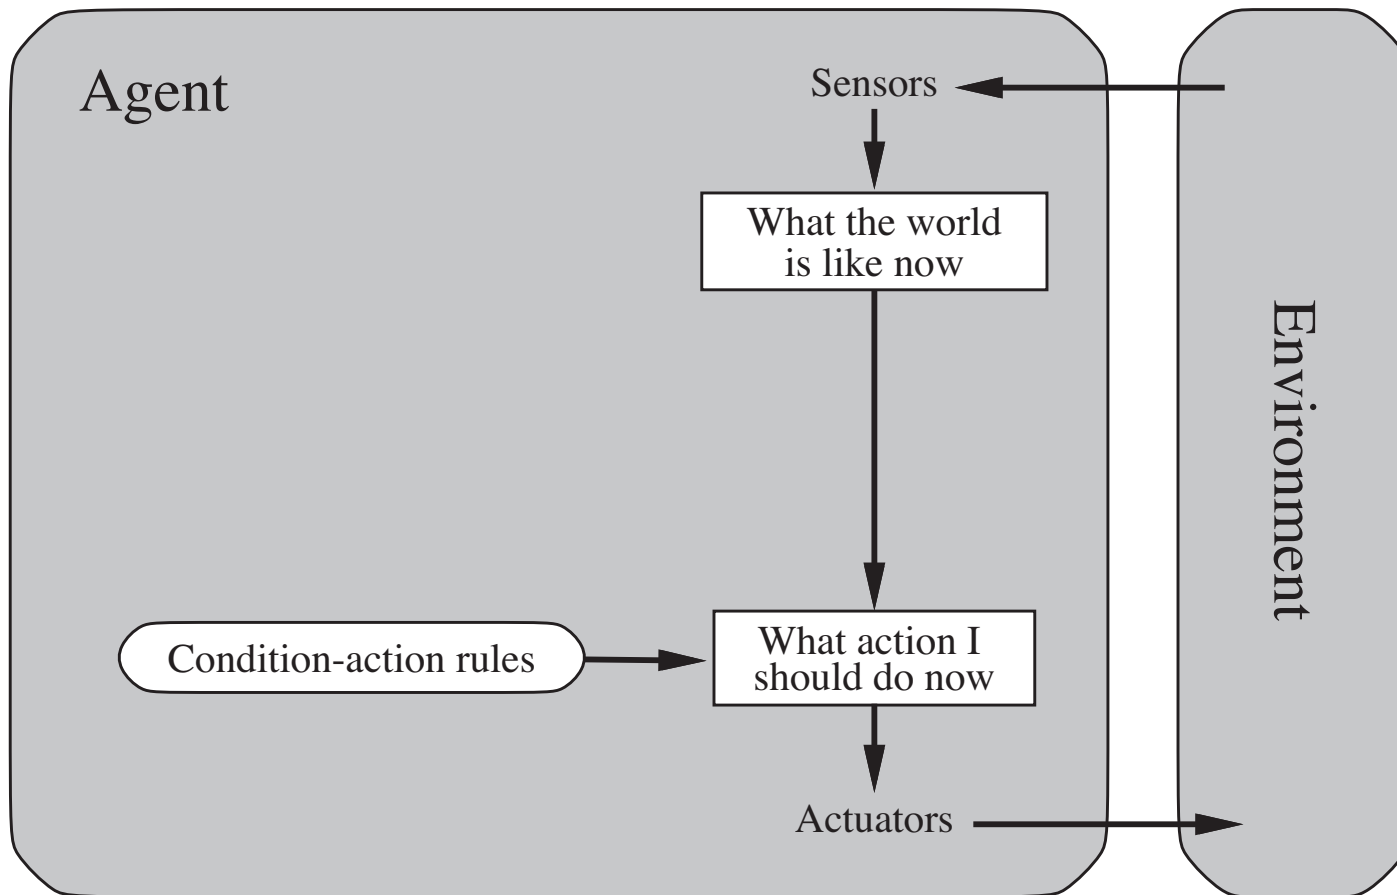 Agent
Sensors
What the world
is like now
Environment
Condition-action rules
What action I
should do now
Actuators